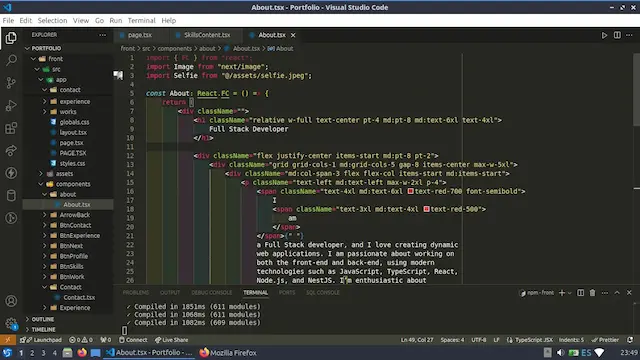 About.tsx - Portfolio - Visual Studio Code
File Edit Selection View Go Run Terminal Help
EXPLORER
page.tsx SkillsContent.tsx About.tsx
front > src > components > about > About.tsx > About
PORTFOLIO
front
src
app
contact
experience
works
globals.css
layout.tsx
page.tsx
PAGE.TSX
styles.css
assets
components
about
About.tsx
ArrowBack
BtnContact
BtnExperience
BtnNext
BtnProfile
BtnSkills
BtnWork
Contact
Contact.tsx
Experience
OUTLINE
TIMELINE
1 import { FC } from "react";
2 import Image from "next/image";
3 import Selfie from "@/assets/selfie.jpeg";
4
5 const About: React.FC = () => {
6 return (
7 <div className="">
8 <h1 className="relative w-full text-center pt-4 md:pt-8 md:text-6xl text-4xl">
9 Full Stack Developer
10 </h1>
11
12 <div className="flex justify-center items-start md:pt-8 pt-2">
13 <div className="grid grid-cols-1 md:grid-cols-5 gap-8 items-center max-w-5xl">
14 <div className="md:col-span-3 flex flex-col items-start md:items-start">
15 <p className="text-left md:text-left max-w-2xl p-4">
16 <span className="text-4xl md:text-6xl text-red-700 font-semibold">
17 I
18 <span className="text-3xl md:text-4xl text-red-500">
19 am
20 </span>
21 </span>{" "}
22 a Full Stack developer, and I love creating dynamic
23 web applications. I am passionate about working on
24 both the front-end and back-end, using modern
25 technologies such as JavaScript, TypeScript, React,
26 Node.js, and NestJS. I'm enthusiastic about
PROBLEMS OUTPUT DEBUG CONSOLE TERMINAL PORTS SQL CONSOLE
npm - front
✓ Compiled in 1851ms (611 modules)
✓ Compiled in 1068ms (611 modules)
✓ Compiled in 1082ms (609 modules)
Launchpad 0 0 0 Connect Live Share Ln 49, Col 27 Spaces: 4 UTF-8 LF TypeScript JSX Indents: 5 Prettier
1 2 3 4 About.tsx - Portfolio - ... Mozilla Firefox ES 23:49